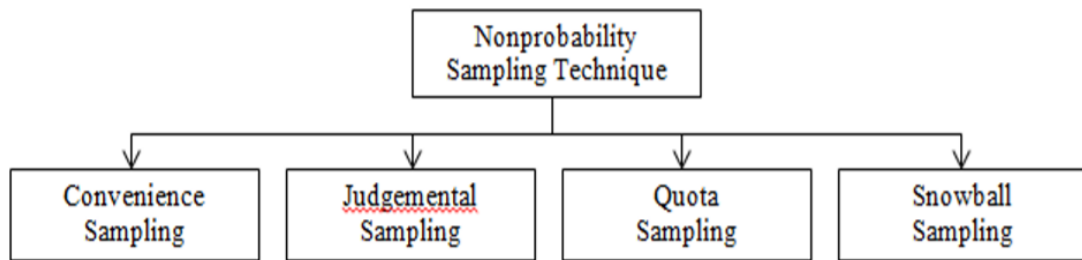 Nonprobability
Sampling Technique
Convenience
Sampling
Judgemental
Sampling
Quota
Sampling
Snowball
Sampling